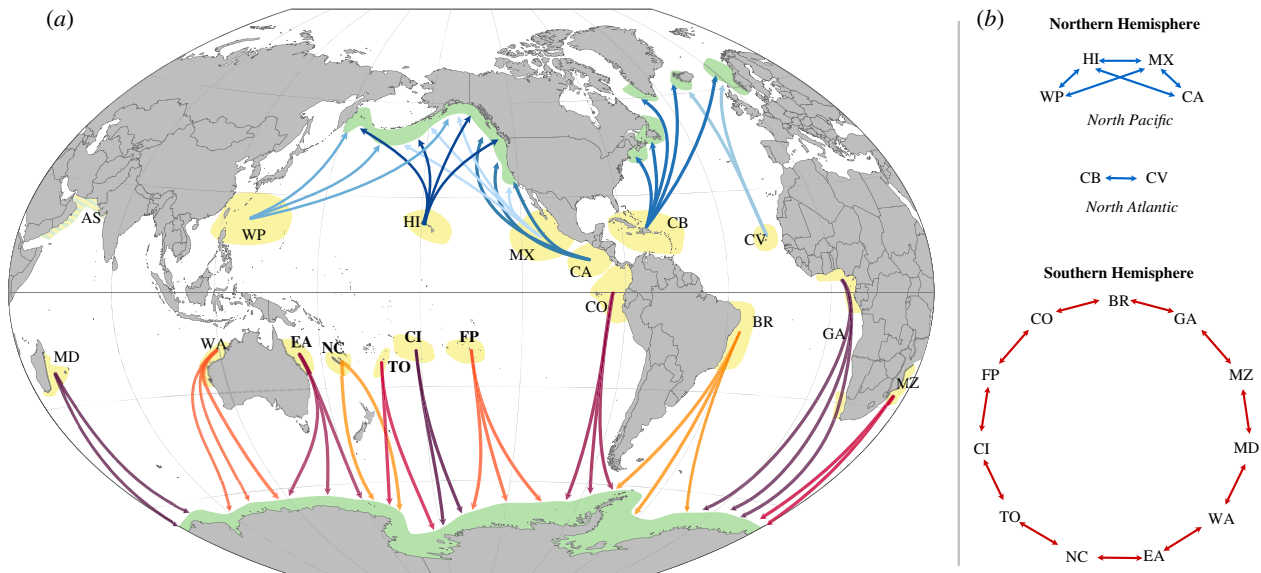 (a)
AS
WP
HI
MX
CA
CB
CV
CO
BR
GA
MZ
MD
WA
EA
NC
TO
CI
FP
(b)
Northern Hemisphere
HI MX
WP CA
North Pacific
CB CV
North Atlantic
Southern Hemisphere
BR
CO GA
FP MZ
CI MD
TO WA
NC EA